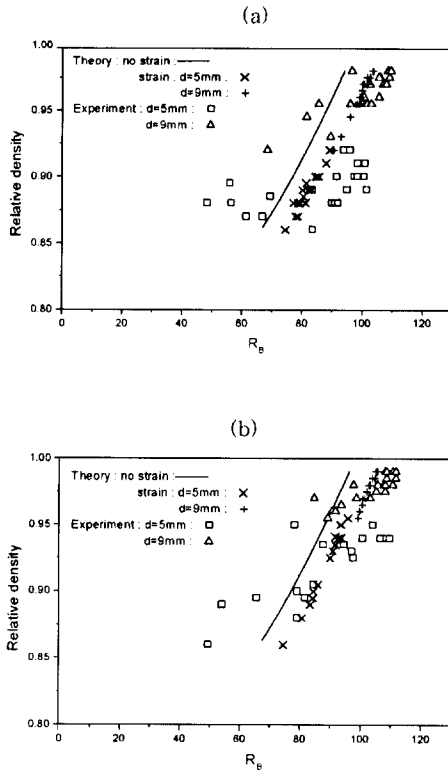 (a)
1.00
Theory : no strain :
strain : d=5mm :
d=9mm :
Experiment : d=5mm :
d=9mm :
0.95
0.90
0.85
0.80
Relative density
0 20 40 60 80 100 120
R_B
(b)
1.00
Theory : no strain :
strain : d=5mm :
d=9mm :
Experiment : d=5mm :
d=9mm :
0.95
0.90
0.85
0.80
Relative density
0 20 40 60 80 100 120
R_B